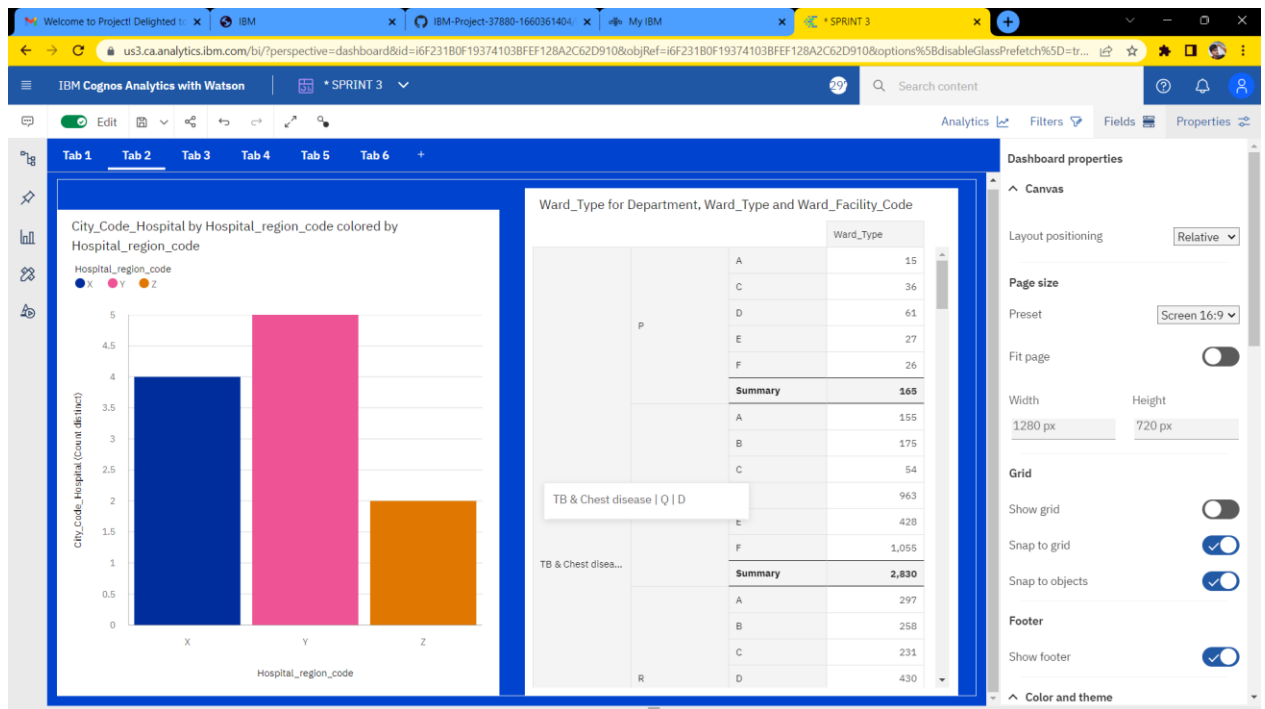 Welcome to Project! Delighted to
IBM
IBM-Project-37880-1660361404/
My IBM
* SPRINT 3
us3.ca.analytics.ibm.com/bi/?perspective=dashboard&id=i6F231B0F19374103BFEF128A2C62D910&objRef=i6F231B0F19374103BFEF128A2C62D910&options%5BdisableGlassPrefetch%5D=tr...
IBM Cognos Analytics with Watson
* SPRINT 3
Search content
Edit
Analytics
Filters
Fields
Properties
Tab 1
Tab 2
Tab 3
Tab 4
Tab 5
Tab 6
+
City_Code_Hospital by Hospital_region_code colored by
Hospital_region_code
Hospital_region_code
X Y Z
City_Code_Hospital (Count distinct)
5
4.5
4
3.5
3
2.5
2
1.5
1
0.5
0
X Y Z
Hospital_region_code
Ward_Type for Department, Ward_Type and Ward_Facility_Code
Ward_Type
TB & Chest disea...
P
A 15
C 36
D 61
E 27
F 26
Summary 165
A 155
B 175
C 54
963
TB & Chest disease | Q | D
E 428
F 1,055
Summary 2,830
R
A 297
B 258
C 231
D 430
Dashboard properties
Canvas
Layout positioning Relative
Page size
Preset Screen 16:9
Fit page
Width Height
1280 px 720 px
Grid
Show grid
Snap to grid
Snap to objects
Footer
Show footer
Color and theme